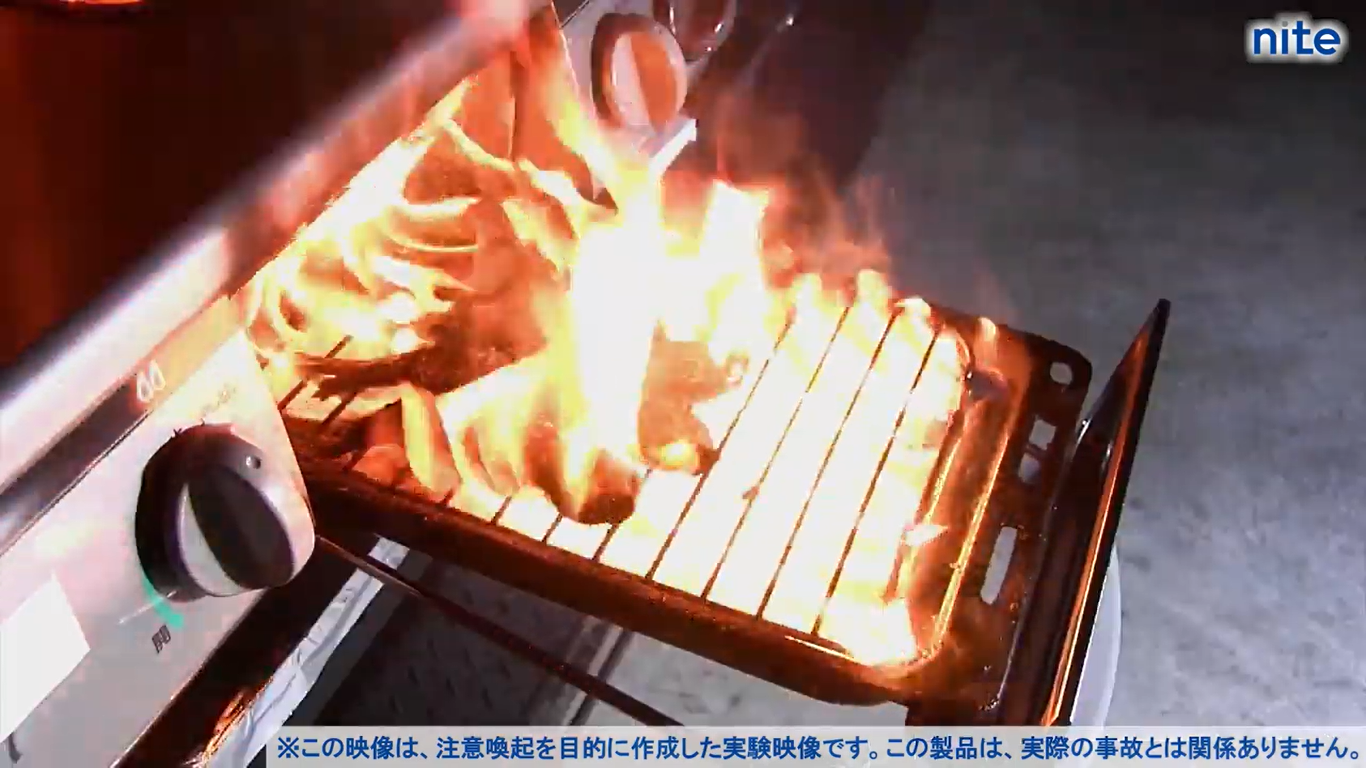 nite
開
※この映像は、注意喚起を目的に作成した実験映像です。この製品は、実際の事故とは関係ありません。